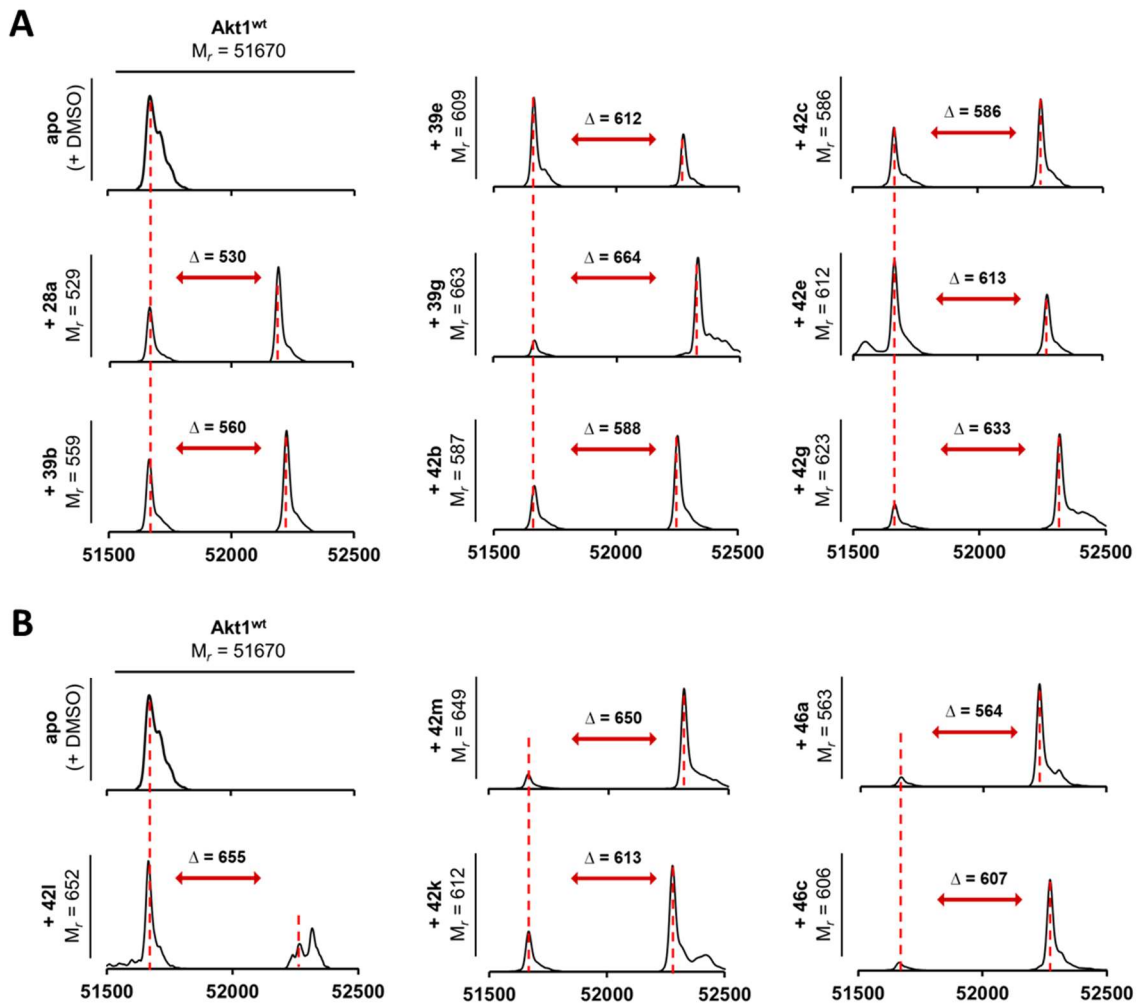 A
Akt1wt
Mr = 51670
apo
(+ DMSO)
+ 28a
Mr = 529
Δ = 530
+ 39b
Mr = 559
Δ = 560
51500 52000 52500
+ 39e
Mr = 609
Δ = 612
+ 39g
Mr = 663
Δ = 664
+ 42b
Mr = 587
Δ = 588
51500 52000 52500
+ 42c
Mr = 586
Δ = 586
+ 42e
Mr = 612
Δ = 613
+ 42g
Mr = 623
Δ = 633
51500 52000 52500
B
Akt1wt
Mr = 51670
apo
(+ DMSO)
+ 42l
Mr = 652
Δ = 655
51500 52000 52500
+ 42m
Mr = 649
Δ = 650
+ 42k
Mr = 612
Δ = 613
51500 52000 52500
+ 46a
Mr = 563
Δ = 564
+ 46c
Mr = 606
Δ = 607
51500 52000 52500